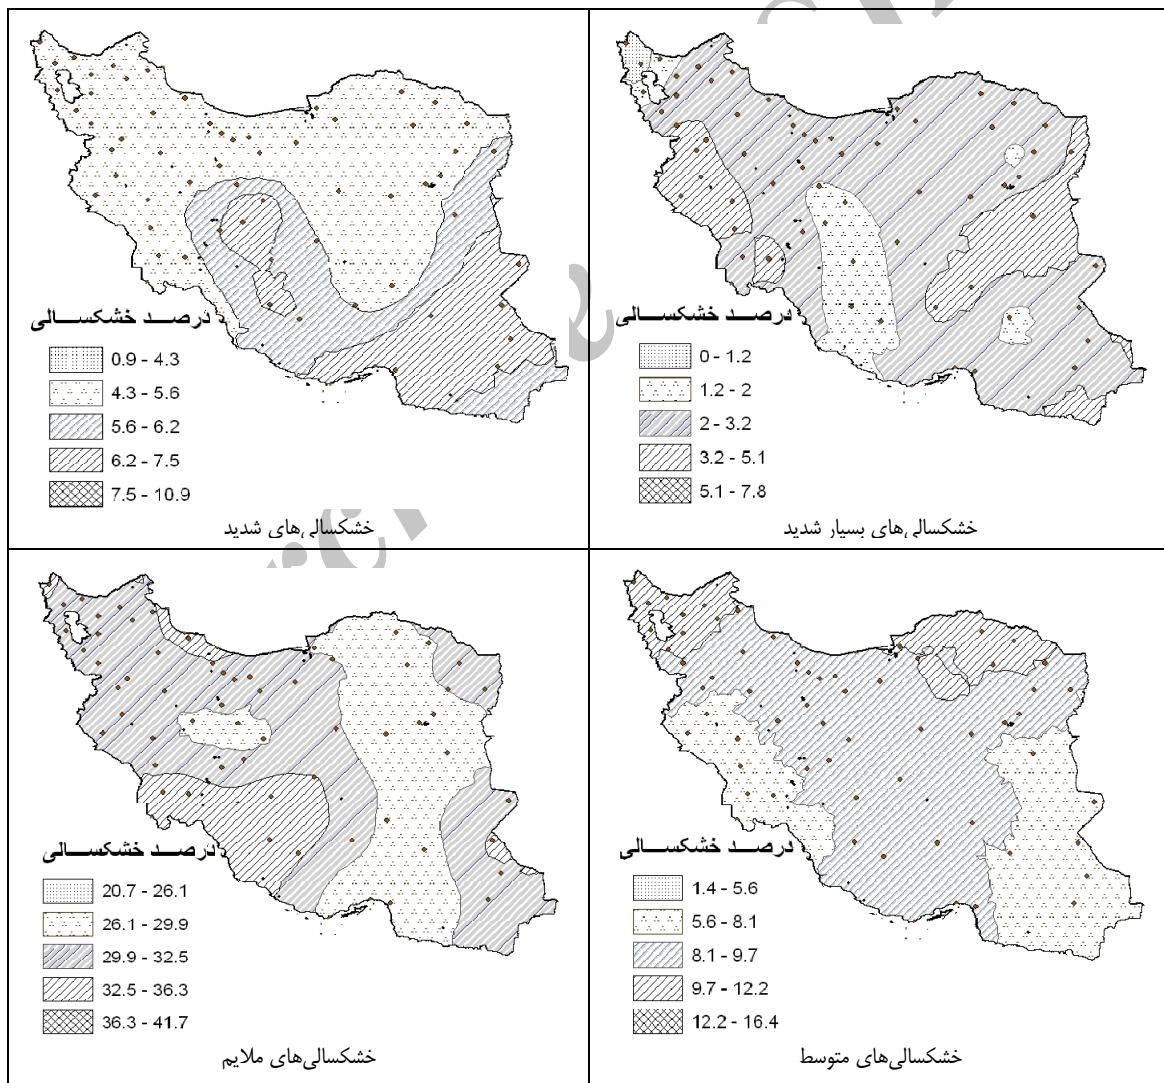 درصد خشکسالی
0.9 - 4.3
4.3 - 5.6
5.6 - 6.2
6.2 - 7.5
7.5 - 10.9
خشکسالی‌های شدید
درصد خشکسالی
0 - 1.2
1.2 - 2
2 - 3.2
3.2 - 5.1
5.1 - 7.8
خشکسالی‌های بسیار شدید
درصد خشکسالی
20.7 - 26.1
26.1 - 29.9
29.9 - 32.5
32.5 - 36.3
36.3 - 41.7
خشکسالی‌های ملایم
درصد خشکسالی
1.4 - 5.6
5.6 - 8.1
8.1 - 9.7
9.7 - 12.2
12.2 - 16.4
خشکسالی‌های متوسط